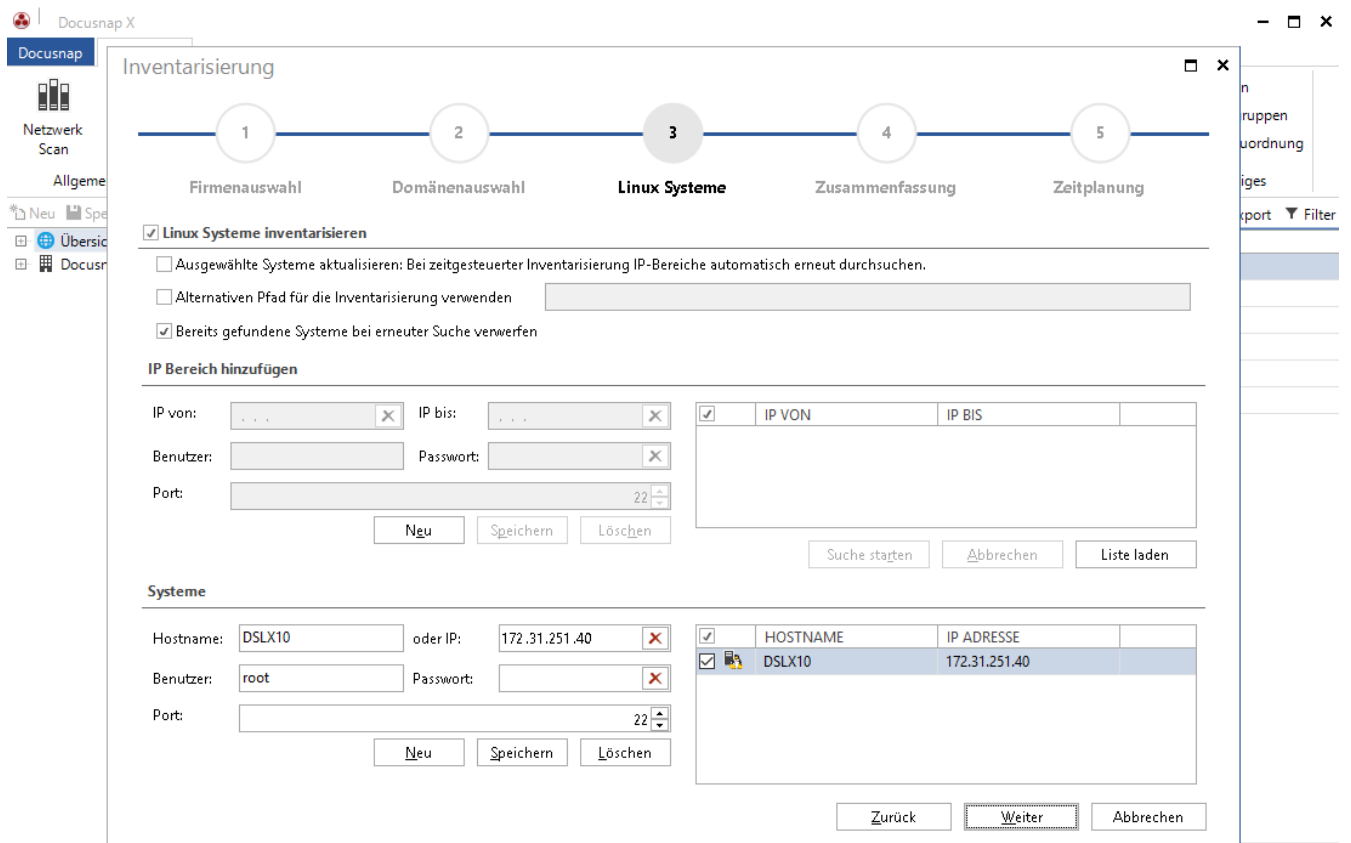 Docusnap X
Docusnap
Inventarisierung
Netzwerk
Scan
Allgeme
n
ruppen
uordnung
iges
1 2 3 4 5
Firmenauswahl Domänenauswahl Linux Systeme Zusammenfassung Zeitplanung
Neu Spe
xport Filter
Übersic
Docusn
Linux Systeme inventarisieren
Ausgewählte Systeme aktualisieren: Bei zeitgesteuerter Inventarisierung IP-Bereiche automatisch erneut durchsuchen.
Alternativen Pfad für die Inventarisierung verwenden
Bereits gefundene Systeme bei erneuter Suche verwerfen
IP Bereich hinzufügen
IP von: . . . IP bis: . . . IP VON IP BIS
Benutzer: Passwort:
Port: 22
Neu Speichern Löschen
Suche starten Abbrechen Liste laden
Systeme
Hostname: DSLX10 oder IP: 172.31.251.40 HOSTNAME IP ADRESSE
DSLX10 172.31.251.40
Benutzer: root Passwort:
Port: 22
Neu Speichern Löschen
Zurück Weiter Abbrechen